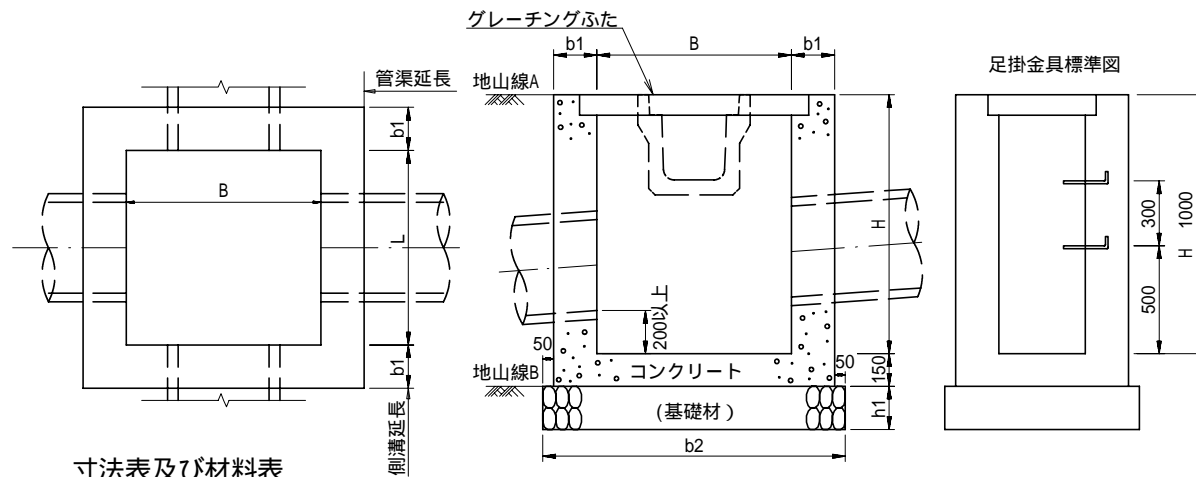 グレーチングふた
b1
B
b1
管渠延長
地山線A
足掛金具標準図
b1
B
L
b1
側溝延長
H
200以上
50
コンクリート
50
150
地山線B
(基礎材)
h1
b2
300
500
H 1000
寸法表及び材料表